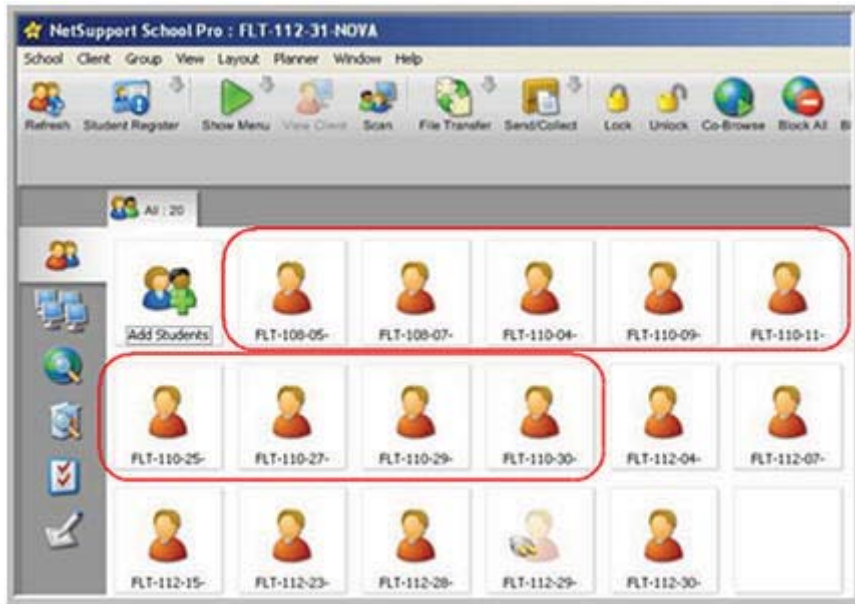 NetSupport School Pro : FLT-112-31-NOVA
School Client Group View Layout Planner Window Help
Refresh Student Register Show Menu View Client Scan File Transfer Send/Collect Lock Unlock Co-Browse Block All
All : 20
Add Students FLT-108-05- FLT-108-07- FLT-110-04- FLT-110-09- FLT-110-11-
FLT-110-25- FLT-110-27- FLT-110-29- FLT-110-30- FLT-112-04- FLT-112-07-
FLT-112-15- FLT-112-23- FLT-112-28- FLT-112-29- FLT-112-30-